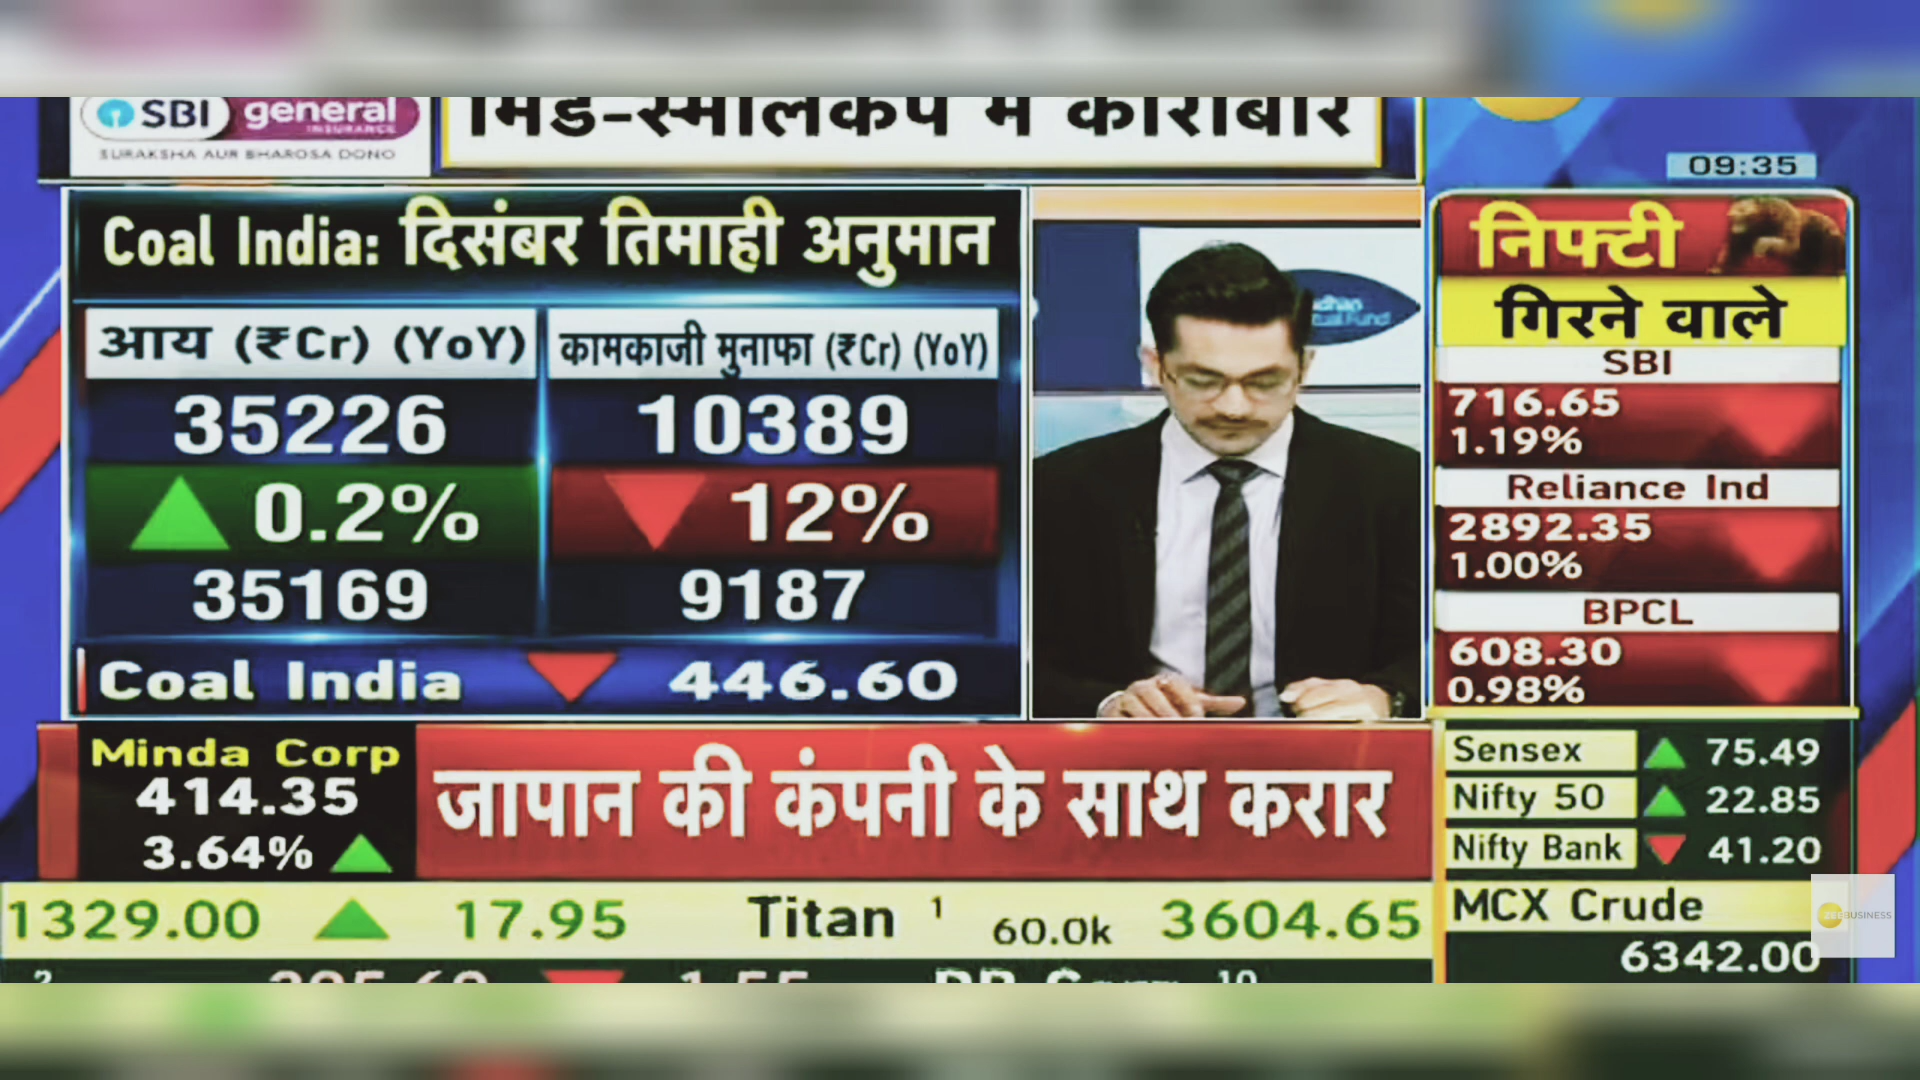 SBI general
INSURANCE
SURAKSHA AUR BHAROSA DONO
मिड-स्मॉलकैप में कारोबार
09:35
Coal India: दिसंबर तिमाही अनुमान
आय (₹Cr) (YoY)
कामकाजी मुनाफा (₹Cr) (YoY)
35226
10389
0.2%
12%
35169
9187
Coal India 446.60
निफ्टी
गिरने वाले
SBI
716.65
1.19%
Reliance Ind
2892.35
1.00%
BPCL
608.30
0.98%
Minda Corp
414.35
3.64%
जापान की कंपनी के साथ करार
Sensex 75.49
Nifty 50 22.85
Nifty Bank 41.20
MCX Crude
6342.00
ZEEBUSINESS
1329.00 17.95 Titan 1 60.0k 3604.65